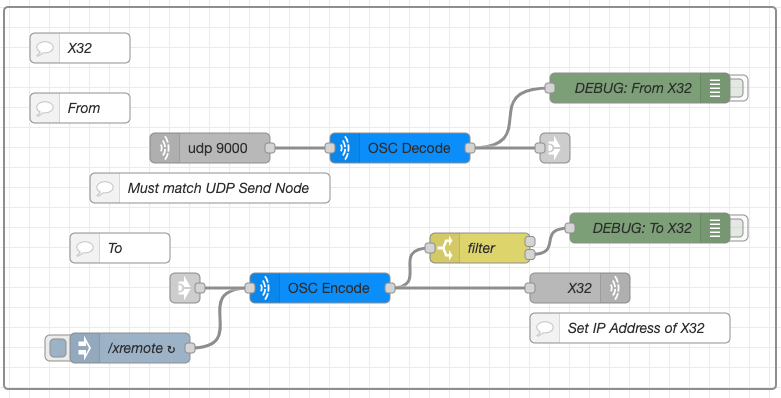 X32
From
DEBUG: From X32
udp 9000
OSC Decode
Must match UDP Send Node
To
filter
DEBUG: To X32
OSC Encode
X32
Set IP Address of X32
/xremote ↻